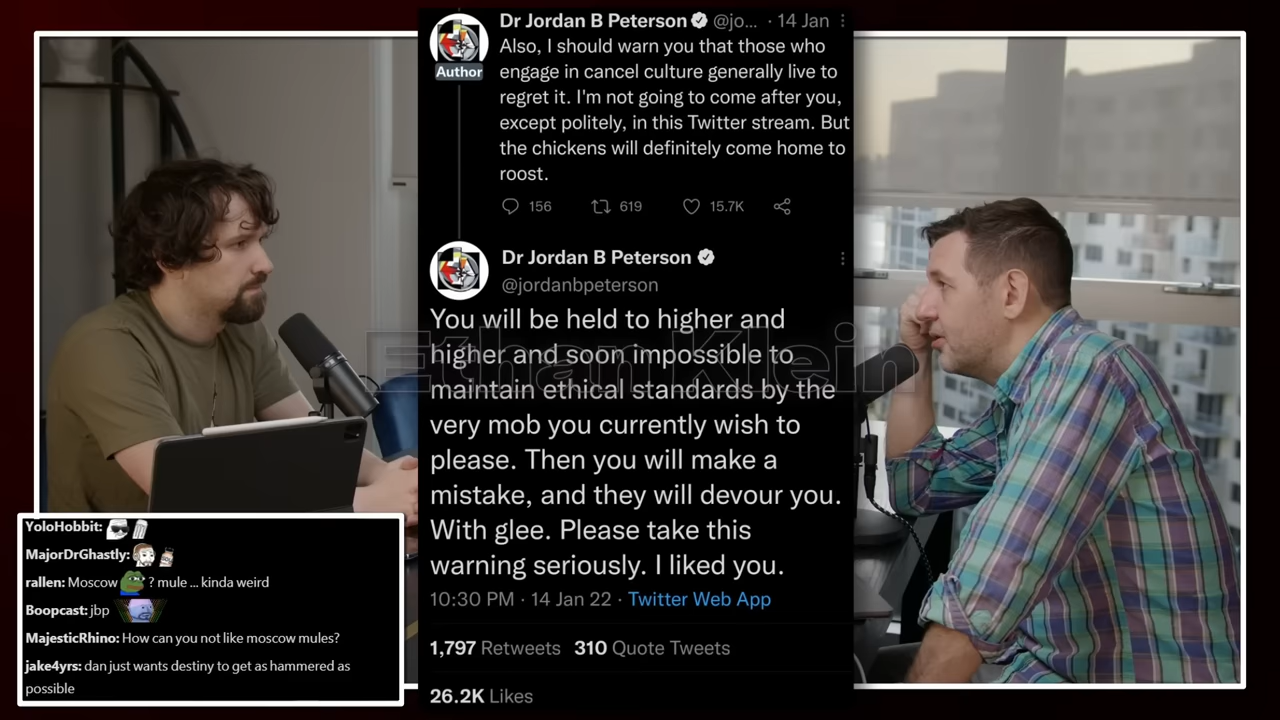 Dr Jordan B Peterson @jo... · 14 Jan
Author
Also, I should warn you that those who
engage in cancel culture generally live to
regret it. I'm not going to come after you,
except politely, in this Twitter stream. But
the chickens will definitely come home to
roost.
156 619 15.7K
Dr Jordan B Peterson
@jordanbpeterson
You will be held to higher and
higher and soon impossible to
maintain ethical standards by the
very mob you currently wish to
please. Then you will make a
mistake, and they will devour you.
With glee. Please take this
warning seriously. I liked you.
10:30 PM · 14 Jan 22 · Twitter Web App
1,797 Retweets 310 Quote Tweets
26.2K Likes
Ethan Klein
YoloHobbit:
MajorDrGhastly:
rallen: Moscow ? mule ... kinda weird
Boopcast: jbp
MajesticRhino: How can you not like moscow mules?
jake4yrs: dan just wants destiny to get as hammered as
possible